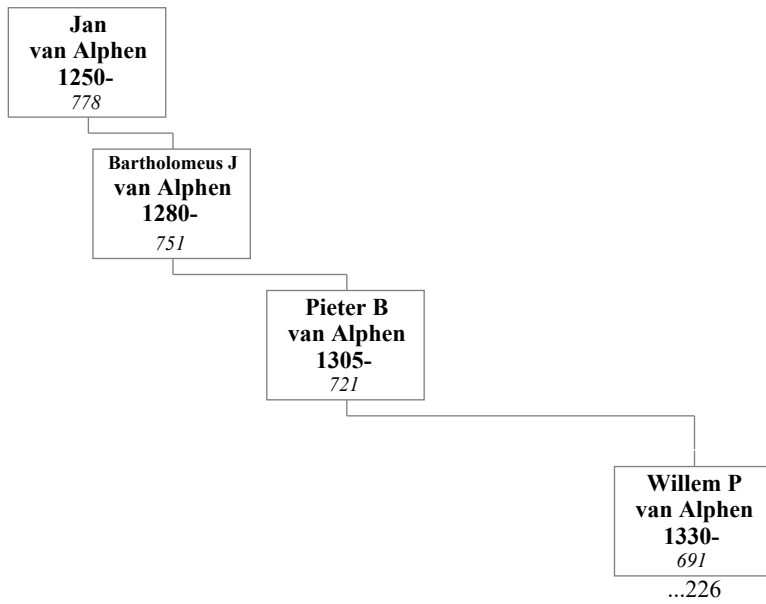 Jan
van Alphen
1250-
778
Bartholomeus J
van Alphen
1280-
751
Pieter B
van Alphen
1305-
721
Willem P
van Alphen
1330-
691
...226